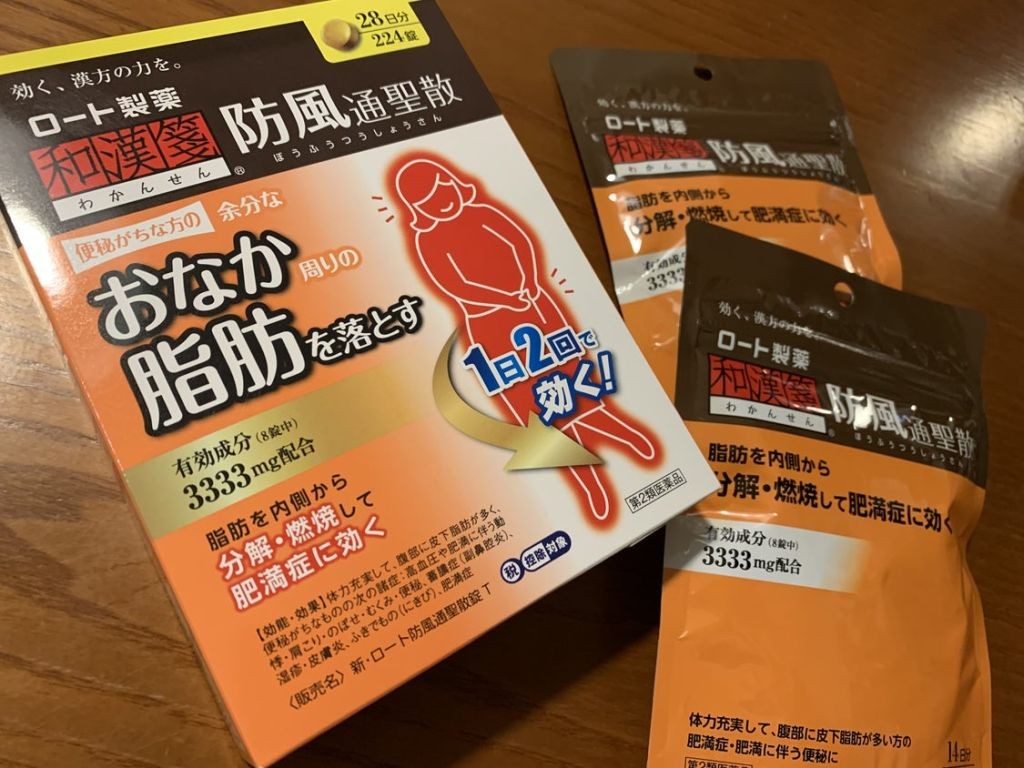 28日分
224錠
効く、漢方の力を。
ロート製薬
和漢箋®
わかんせん
防風通聖散
ぼうふうつうしょうさん
便秘がちな方の
余分な
おなか周りの
脂肪を落とす
1日2回で
効く!
有効成分(8錠中)
3333mg配合
脂肪を内側から
分解・燃焼して
肥満症に効く
第2類医薬品
税 控除対象
【効能・効果】体力充実して、腹部に皮下脂肪が多く、
便秘がちなものの次の諸症:高血圧や肥満に伴う動
悸・肩こり・のぼせ・むくみ・便秘、蓄膿症(副鼻腔炎)、
湿疹・皮膚炎、ふきでもの(にきび)、肥満症
〈販売名〉新・ロート防風通聖散錠T
効く、漢方の力を。
ロート製薬
和漢箋
わかんせん
防風通聖散
脂肪を内側から
分解・燃焼して肥満症に効く
有効成
333
効く、漢方の力を。
ロート製薬
和漢箋®
わかんせん
防風通聖散
ぼうふうつうしょうさん
脂肪を内側から
分解・燃焼して肥満症に効く
有効成分(8錠中)
3333mg配合
体力充実して、腹部に皮下脂肪が多い方の
肥満症・肥満に伴う便秘に
第2類医薬品
14日分